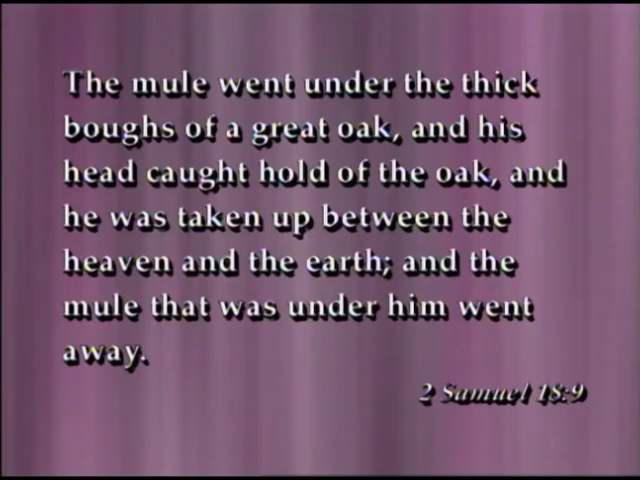 The mule went under the thick
boughs of a great oak, and his
head caught hold of the oak, and
he was taken up between the
heaven and the earth; and the
mule that was under him went
away.
2 Samuel 18:9